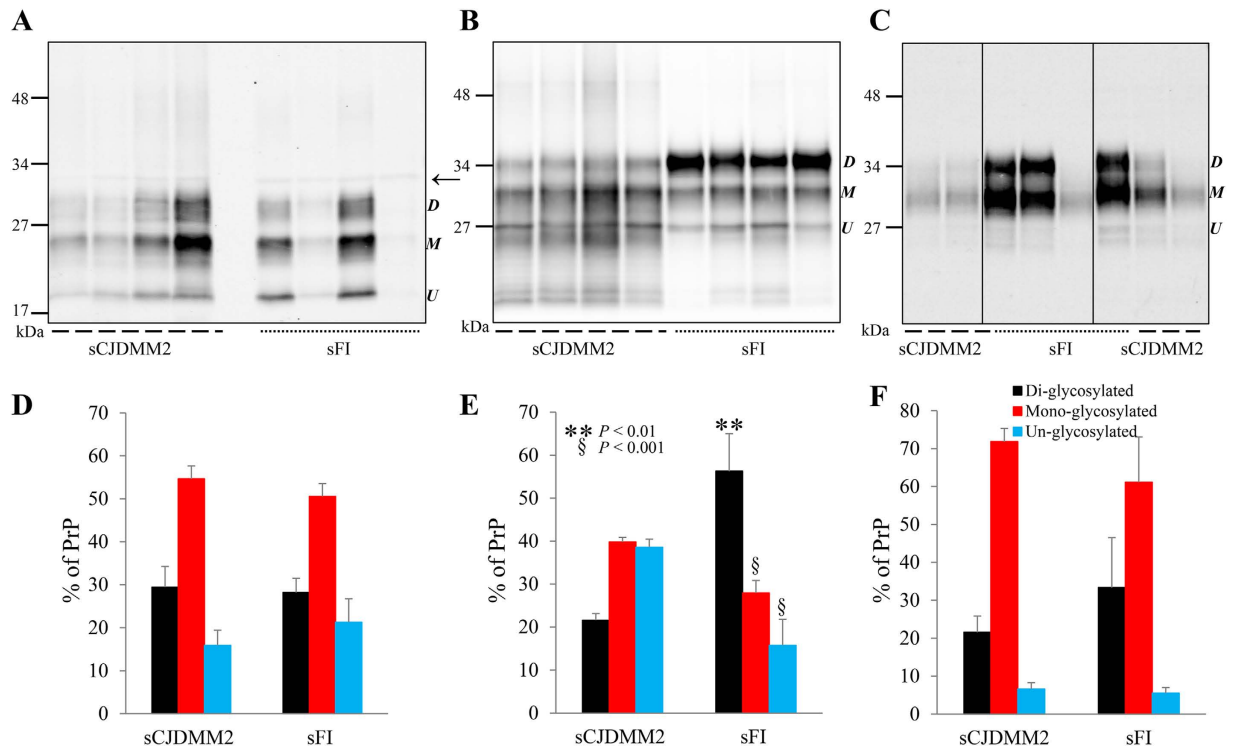 A
48
34
27
17
kDa
←
D
M
U
sCJDMM2
sFI
B
48
34
27
kDa
D
M
U
sCJDMM2
sFI
C
48
34
27
kDa
D
M
U
sCJDMM2
sFI
sCJDMM2
D
% of PrP
70
60
50
40
30
20
10
0
sCJDMM2
sFI
E
% of PrP
70
60
50
40
30
20
10
0
** P < 0.01
§ P < 0.001
**
§
§
sCJDMM2
sFI
F
Di-glycosylated
Mono-glycosylated
Un-glycosylated
% of PrP
80
70
60
50
40
30
20
10
0
sCJDMM2
sFI